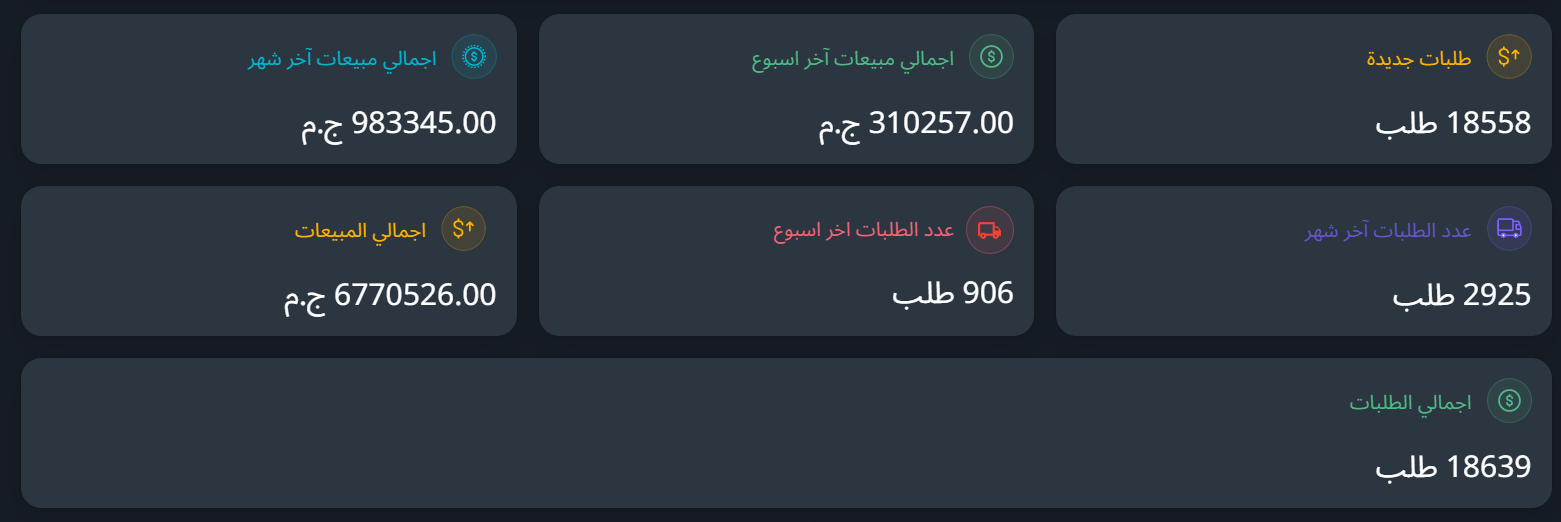 طلبات جديدة
18558 طلب
اجمالي مبيعات آخر اسبوع
310257.00 ج.م
اجمالي مبيعات آخر شهر
983345.00 ج.م
عدد الطلبات آخر شهر
2925 طلب
عدد الطلبات اخر اسبوع
906 طلب
اجمالي المبيعات
6770526.00 ج.م
اجمالي الطلبات
18639 طلب